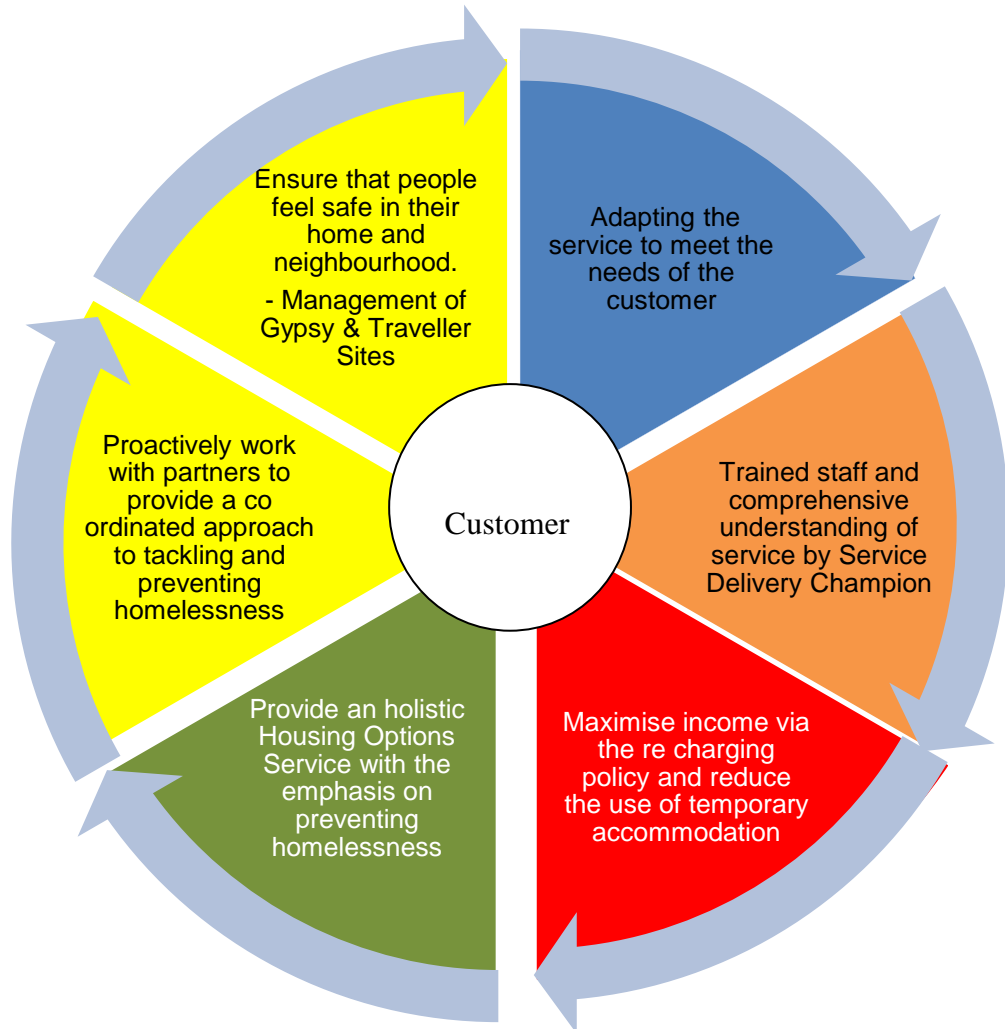 Ensure that people
feel safe in their
home and
neighbourhood.
- Management of
Gypsy & Traveller
Sites
Adapting the
service to meet the
needs of the
customer
Trained staff and
comprehensive
understanding of
service by Service
Delivery Champion
Maximise income via
the re charging
policy and reduce
the use of temporary
accommodation
Provide an holistic
Housing Options
Service with the
emphasis on
preventing
homelessness
Proactively work
with partners to
provide a co
ordinated approach
to tackling and
preventing
homelessness
Customer